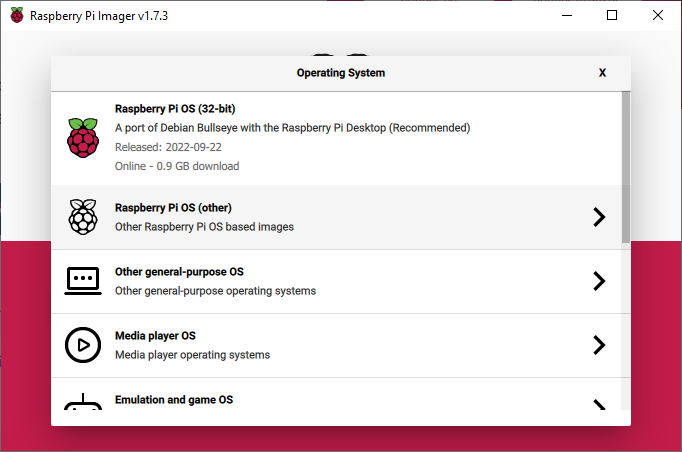 Raspberry Pi Imager v1.7.3
Operating System
X
Raspberry Pi OS (32-bit)
A port of Debian Bullseye with the Raspberry Pi Desktop (Recommended)
Released: 2022-09-22
Online - 0.9 GB download
Raspberry Pi OS (other)
Other Raspberry Pi OS based images
Other general-purpose OS
Other general-purpose operating systems
Media player OS
Media player operating systems
Emulation and game OS